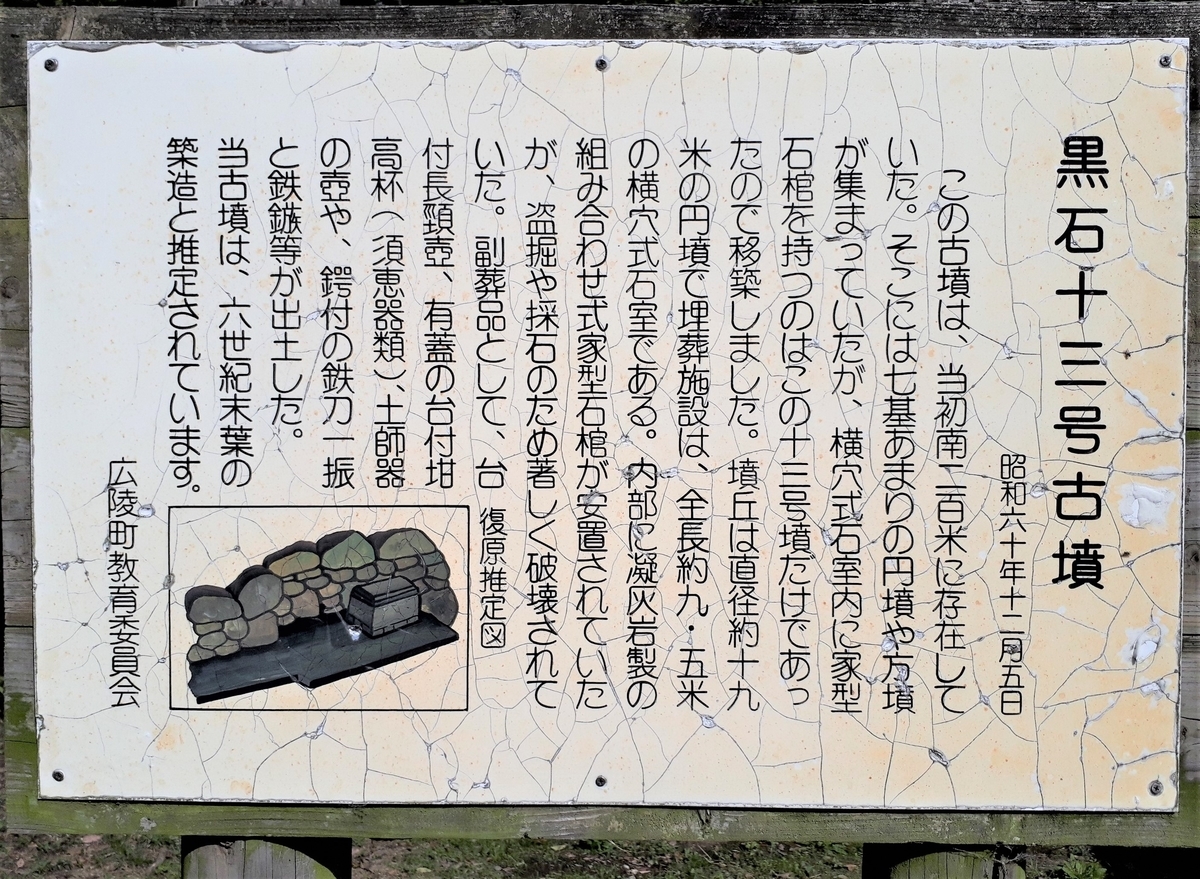 黒石十三号古墳
昭和六十年十二月五日
この古墳は、当初南二百米に存在して
いた。そこには七基あまりの円墳や方墳
が集まっていたが、横穴式石室内に家型
石棺を持つのはこの十三号墳だけであっ
たので移築しました。墳丘は直径約十九
米の円墳で埋葬施設は、全長約九・五米
の横穴式石室である。内部に凝灰岩製の
組み合わせ式家型石棺が安置されていた
が、盗掘や採石のため著しく破壊されて
いた。副葬品として、台
付長頸壺、有蓋の台付坩
高杯（須恵器類）、土師器
の壺や、鍔付の鉄刀一振
と鉄鏃等が出土した。
当古墳は、六世紀末葉の
築造と推定されています。
復原推定図
広陵町教育委員会